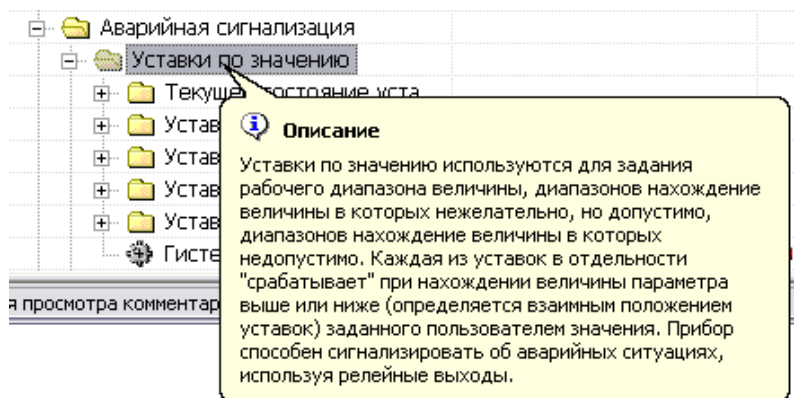 Аварийная сигнализация
Уставки по значению
Текущее состояние уста
Устав
Описание
Устав
Уставки по значению используются для задания
Устав
рабочего диапазона величины, диапазонов нахождение
величины в которых нежелательно, но допустимо,
Устав
диапазонов нахождение величины в которых
Гисте
недопустимо. Каждая из уставок в отдельности
"срабатывает" при нахождении величины параметра
я просмотра комментар
выше или ниже (определяется взаимным положением
уставок) заданного пользователем значения. Прибор
способен сигнализировать об аварийных ситуациях,
используя релейные выходы.